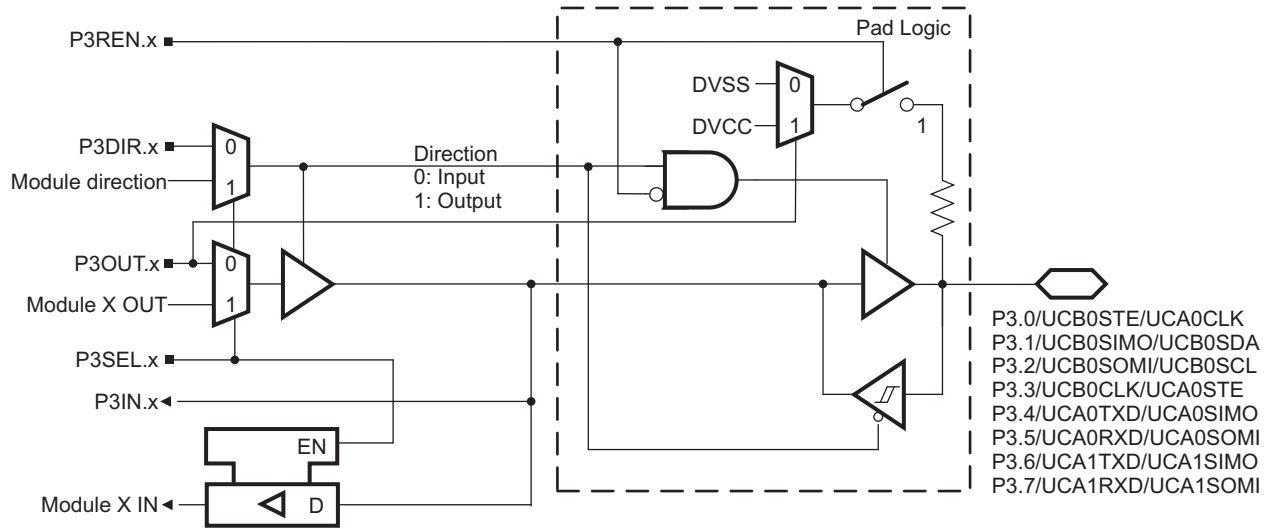 Pad Logic
P3REN.x
DVSS
0
DVCC
1
1
P3DIR.x
0
Module direction
1
Direction
0: Input
1: Output
P3OUT.x
0
Module X OUT
1
P3SEL.x
P3IN.x
EN
Module X IN
D
P3.0/UCB0STE/UCA0CLK
P3.1/UCB0SIMO/UCB0SDA
P3.2/UCB0SOMI/UCB0SCL
P3.3/UCB0CLK/UCA0STE
P3.4/UCA0TXD/UCA0SIMO
P3.5/UCA0RXD/UCA0SOMI
P3.6/UCA1TXD/UCA1SIMO
P3.7/UCA1RXD/UCA1SOMI